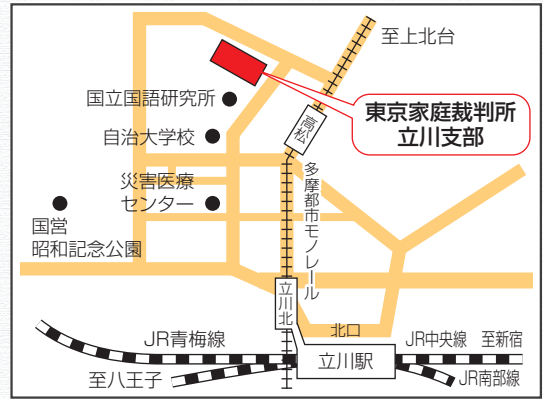 至上北台
東京家庭裁判所
立川支部
国立国語研究所
高松
自治大学校
多摩都市モノレール
災害医療
センター
国営
昭和記念公園
立川北
北口
JR青梅線
立川駅
JR中央線
至新宿
至八王子
JR南部線